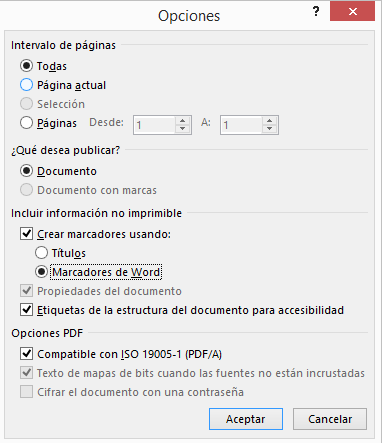 Opciones ?
Intervalo de páginas
Todas
Página actual
Selección
Páginas Desde: 1 A: 1
¿Qué desea publicar?
Documento
Documento con marcas
Incluir información no imprimible
Crear marcadores usando:
Títulos
Marcadores de Word
Propiedades del documento
Etiquetas de la estructura del documento para accesibilidad
Opciones PDF
Compatible con ISO 19005-1 (PDF/A)
Texto de mapas de bits cuando las fuentes no están incrustadas
Cifrar el documento con una contraseña
Aceptar Cancelar